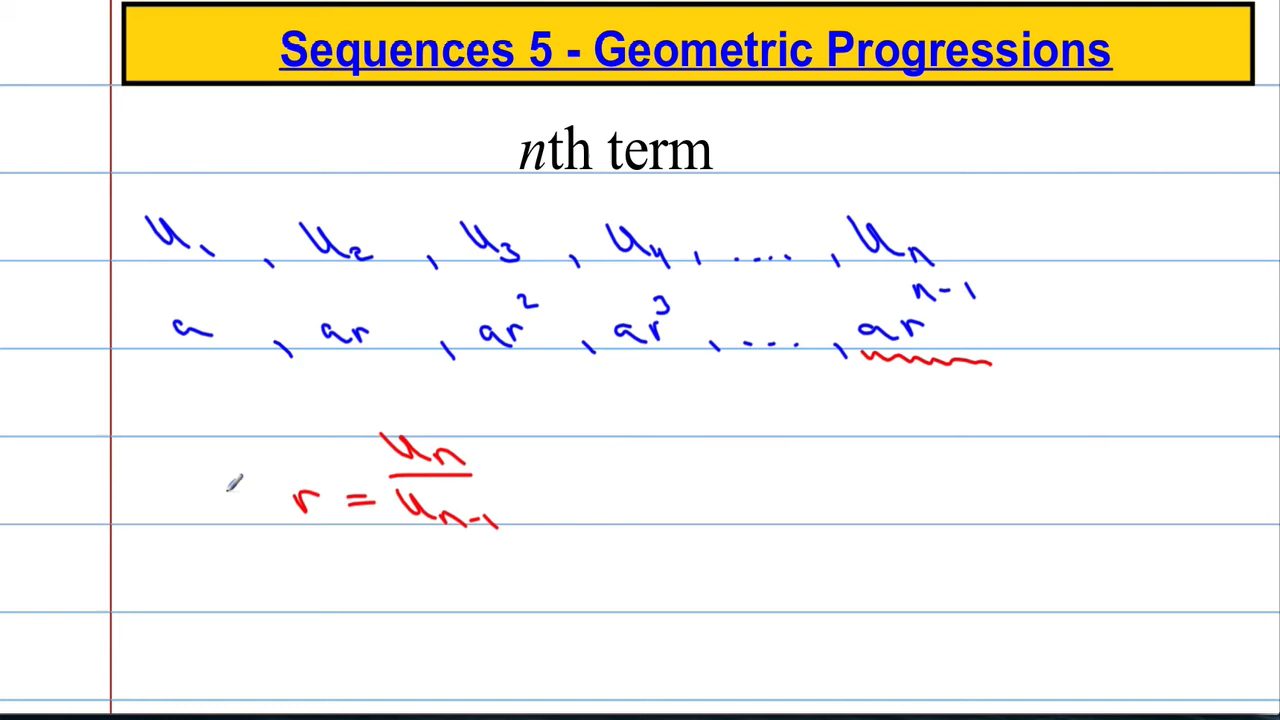 Sequences 5 - Geometric Progressions
nth term
u₁ , u₂ , u₃ , u₄ , .... , uₙ
a , ar , ar² , ar³ , .... , arⁿ⁻¹
r = uₙ / uₙ₋₁